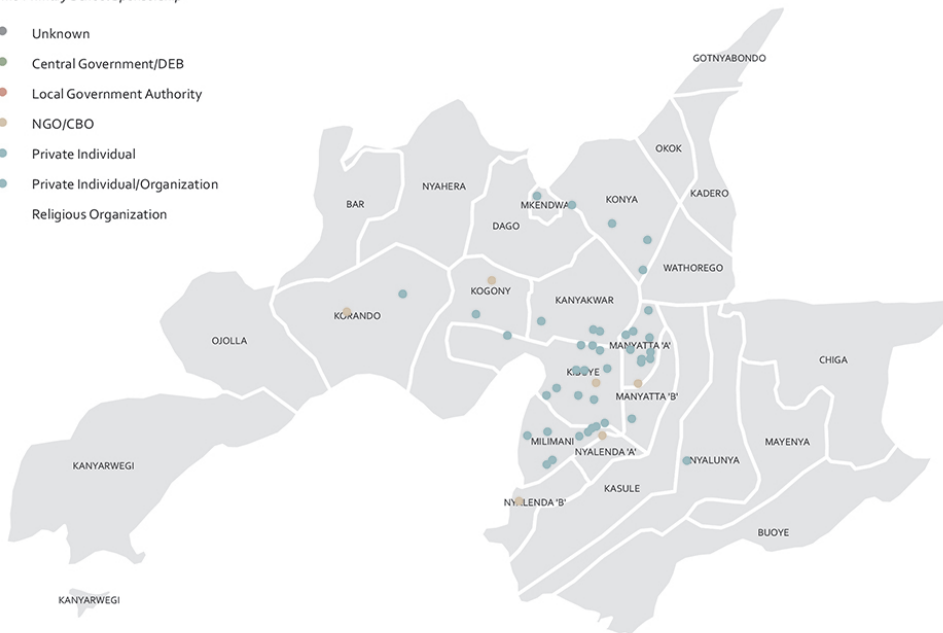 Unknown
Central Government/DEB
Local Government Authority
NGO/CBO
Private Individual
Private Individual/Organization
Religious Organization
GOTNYABONDO
OKOK
KADERO
NYAHERA
BAR
MKENDWA
KONYA
DAGO
WATHOREGO
KOGONY
KANYAKWAR
KORANDO
OJOLLA
MANYATTA 'A'
CHIGA
MANYATTA 'B'
MILIMANI
MAYENYA
NYALENDA 'A'
NYALUNYA
KANYARWEGI
KASULE
NYALENDA 'B'
BUOYE
KANYARWEGI